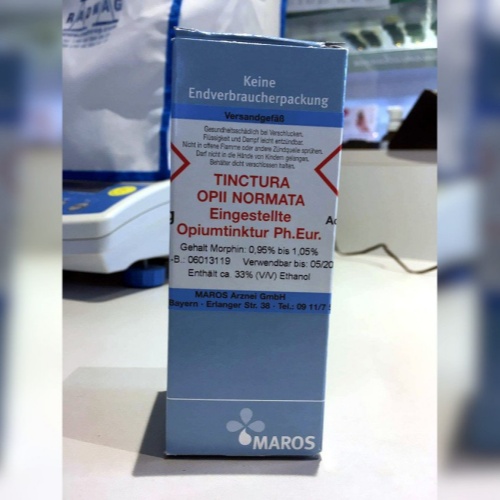 Keine
Endverbraucherpackung
Versandgefäß
Gesundheitsschädlich bei Verschlucken.
Flüssigkeit und Dampf leicht entzündbar.
Nicht in offene Flamme oder andere Zündquelle sprühen.
Darf nicht in die Hände von Kindern gelangen.
Behälter dicht verschlossen halten.
TINCTURA
OPII NORMATA
Eingestellte
Opiumtinktur Ph.Eur.
Gehalt Morphin: 0,95% bis 1,05%
-B.: 06013119 Verwendbar bis: 05/20
Enthält ca. 33% (V/V) Ethanol
MAROS Arznei GmbH
Bayern · Erlanger Str. 38 · Tel.: 09 11/7
MAROS